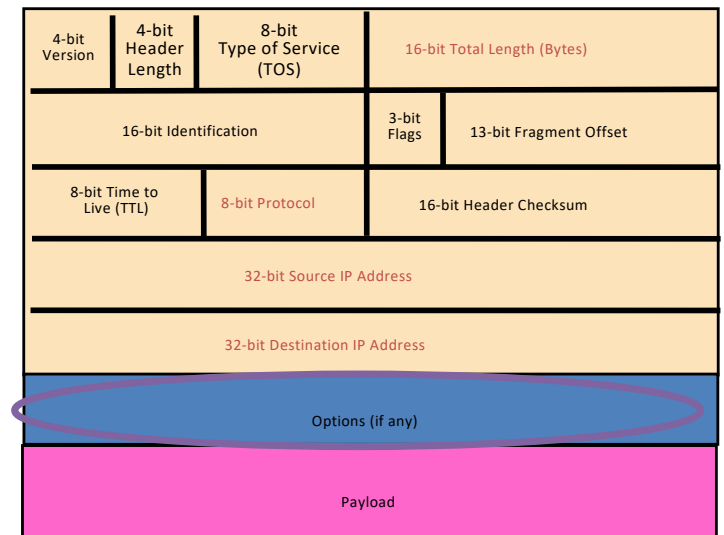 4-bit
Version
4-bit
Header
Length
8-bit
Type of Service
(TOS)
16-bit Total Length (Bytes)
16-bit Identification
3-bit
Flags
13-bit Fragment Offset
8-bit Time to
Live (TTL)
8-bit Protocol
16-bit Header Checksum
32-bit Source IP Address
32-bit Destination IP Address
Options (if any)
Payload